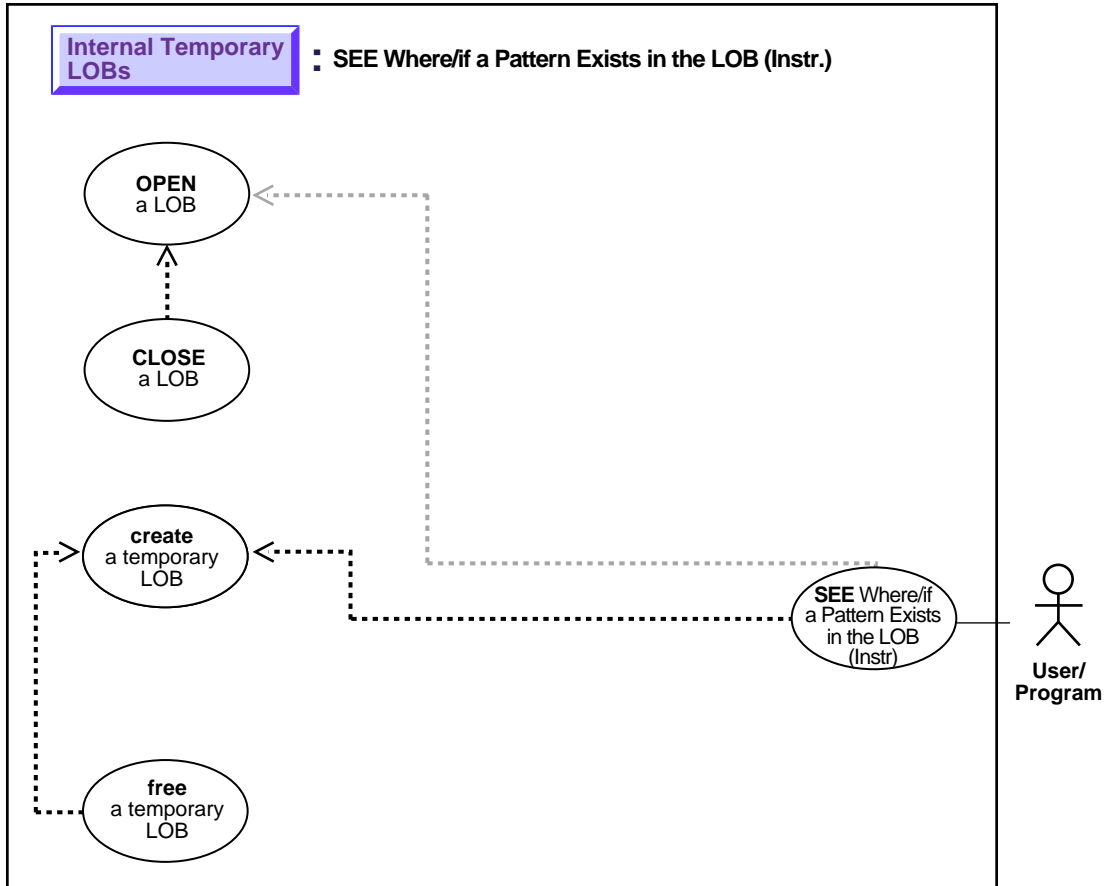 Internal Temporary
LOBs
: SEE Where/if a Pattern Exists in the LOB (Instr.)
OPEN
a LOB
CLOSE
a LOB
create
a temporary
LOB
SEE Where/if
a Pattern Exists
in the LOB
(Instr)
User/
Program
free
a temporary
LOB